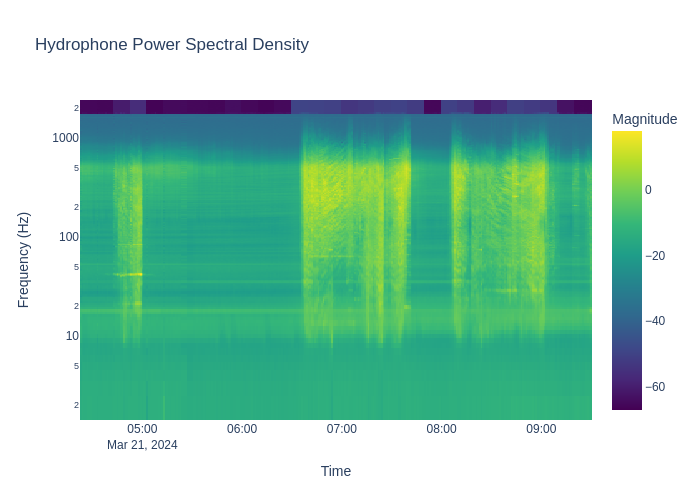 Hydrophone Power Spectral Density
Magnitude
2
1000
5
2
100
5
2
10
5
2
Frequency (Hz)
0
−20
−40
−60
05:00 06:00 07:00 08:00 09:00
Mar 21, 2024
Time